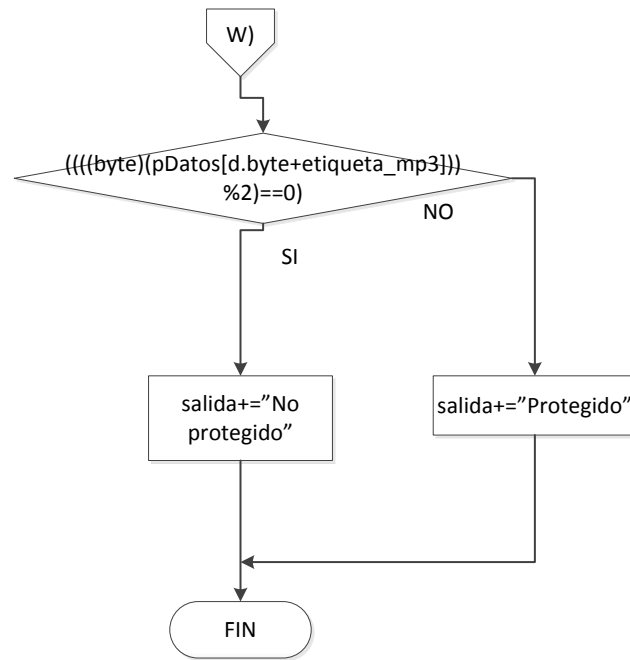 W)
((((byte)(pDatos[d.byte+etiqueta_mp3]))
%2)==0)
NO
SI
salida+=”No
protegido”
salida+=”Protegido”
FIN